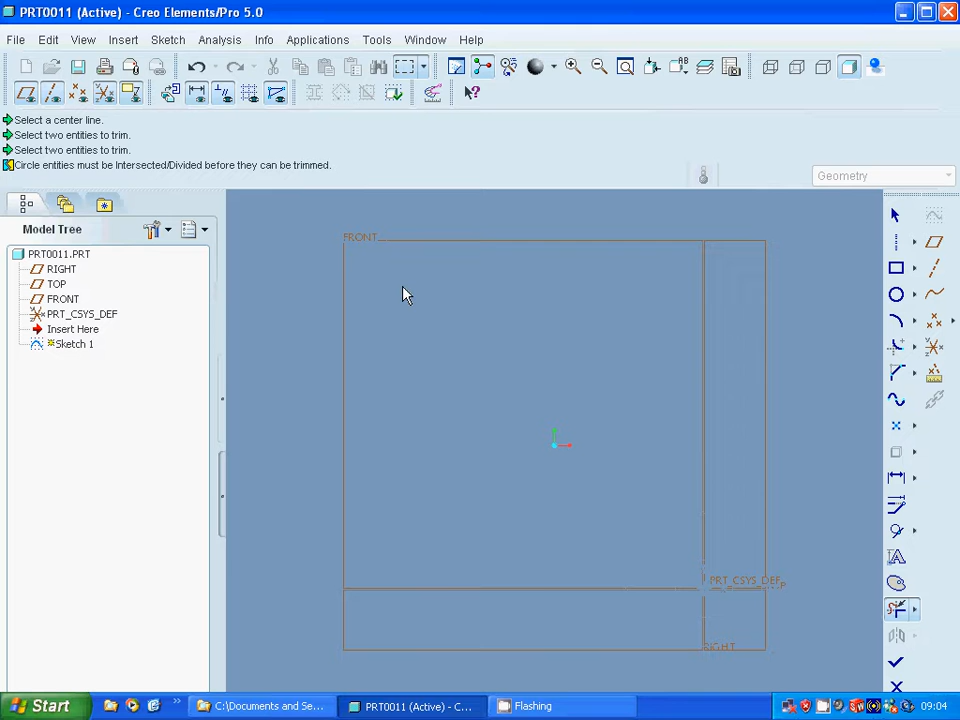 PRT0011 (Active) - Creo Elements/Pro 5.0
File Edit View Insert Sketch Analysis Info Applications Tools Window Help
Select a center line.
Select two entities to trim.
Select two entities to trim.
Circle entities must be Intersected/Divided before they can be trimmed.
Geometry
Model Tree
PRT0011.PRT
RIGHT
TOP
FRONT
PRT_CSYS_DEF
Insert Here
Sketch 1
FRONT
PRT_CSYS_DEF
RIGHT
Start
C:\Documents and Se...
PRT0011 (Active) - C...
Flashing
09:04